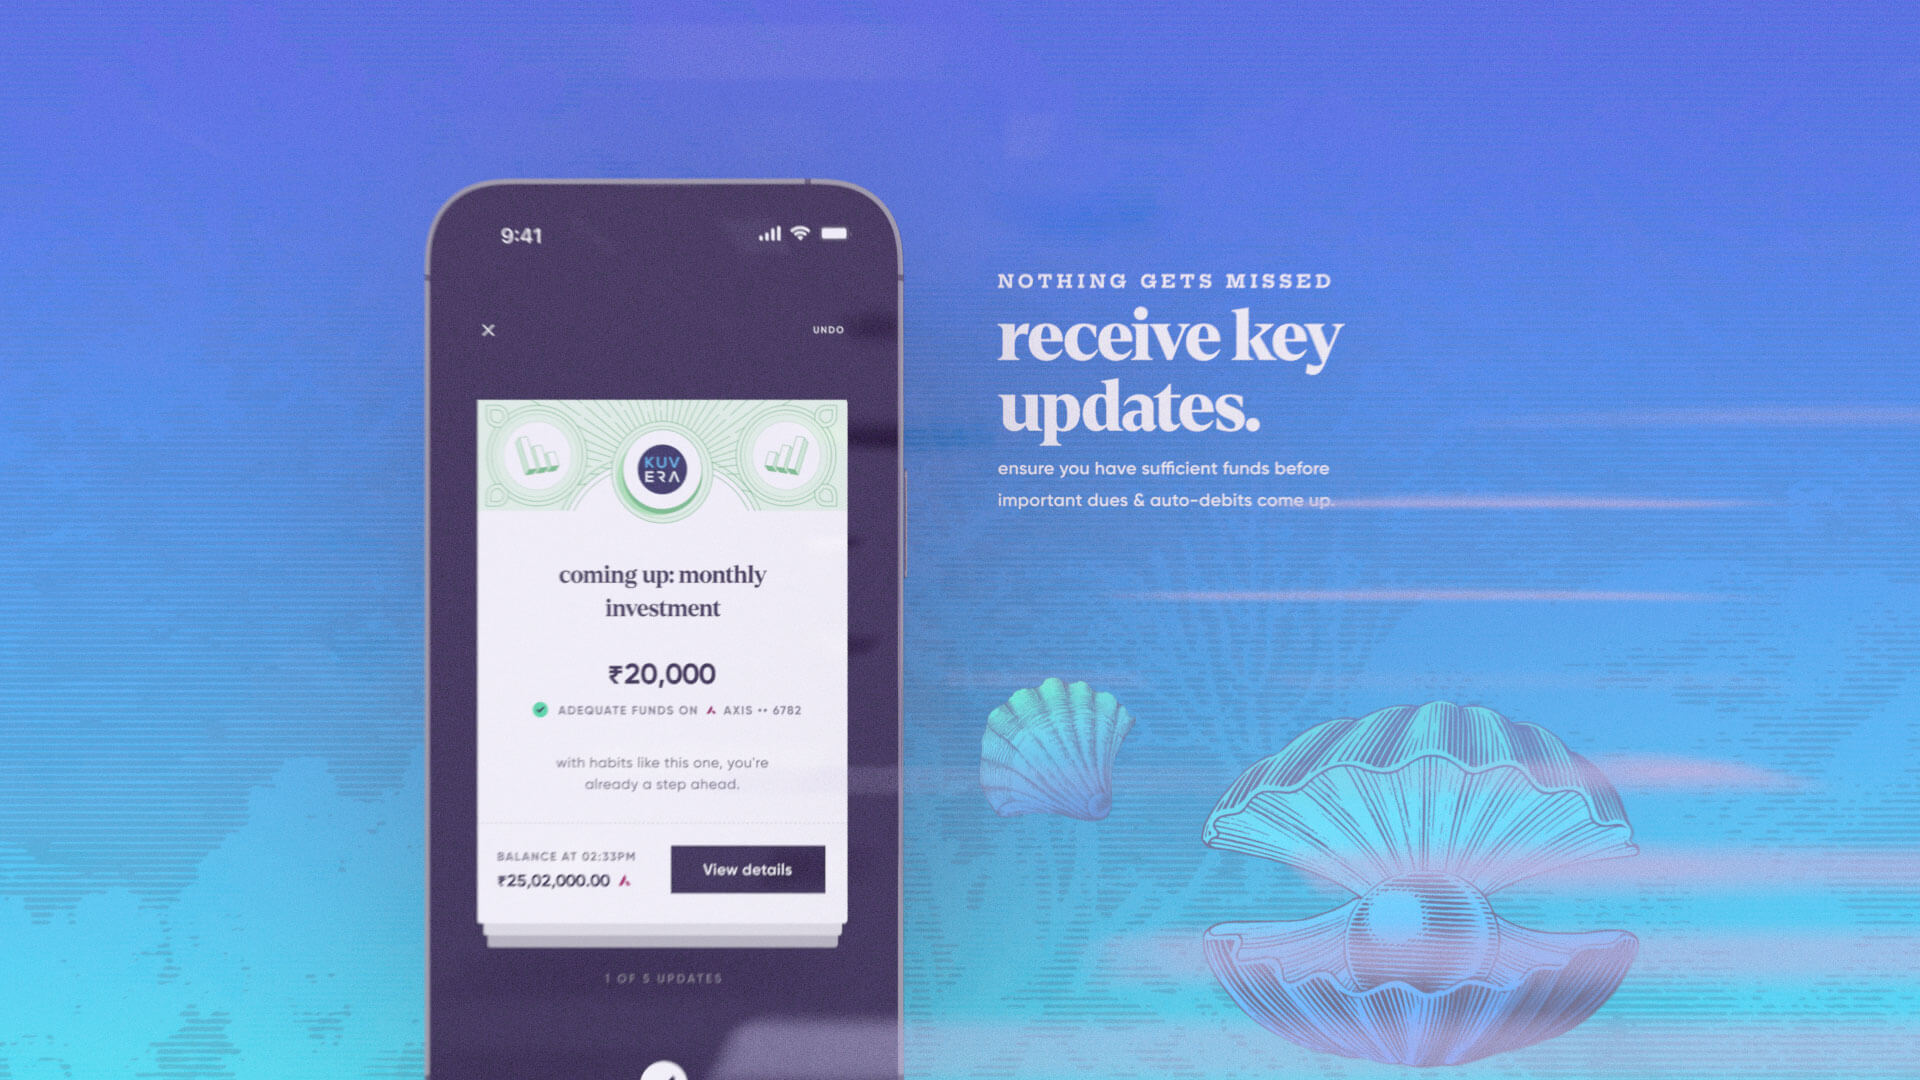 9:41
UNDO
KUV
ERA
coming up: monthly
investment
₹20,000
ADEQUATE FUNDS ON AXIS •• 6782
with habits like this one, you're
already a step ahead.
BALANCE AT 02:33PM
₹25,02,000.00
View details
1 OF 5 UPDATES
NOTHING GETS MISSED
receive key
updates.
ensure you have sufficient funds before
important dues & auto-debits come up.